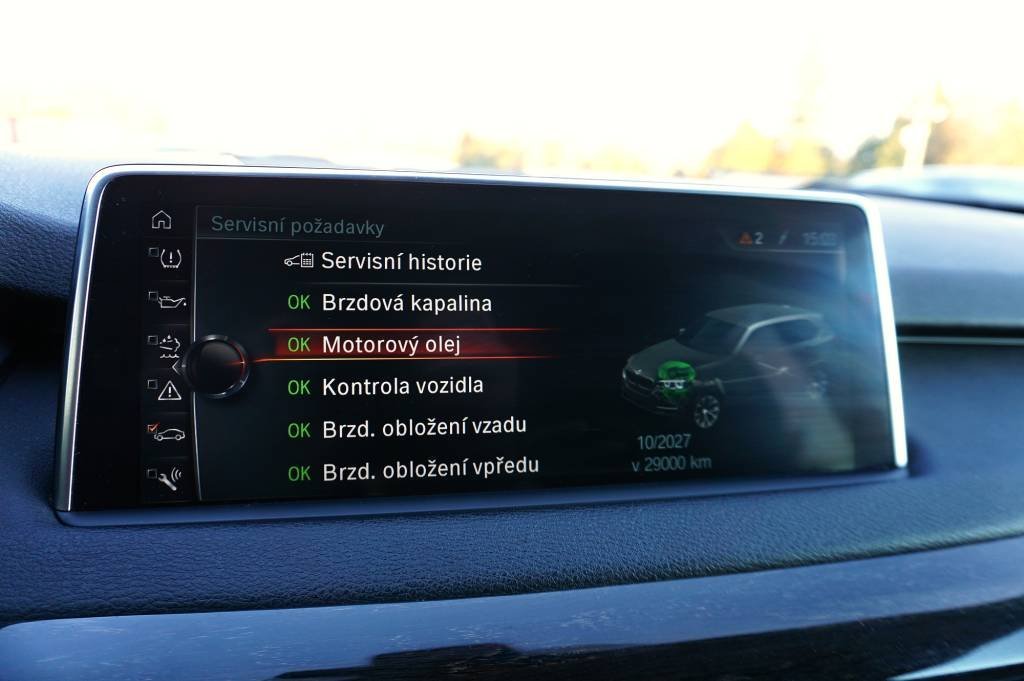 Servisní požadavky
2 15:02
Servisní historie
OK Brzdová kapalina
OK Motorový olej
OK Kontrola vozidla
OK Brzd. obložení vzadu
OK Brzd. obložení vpředu
10/2027
v 29000 km